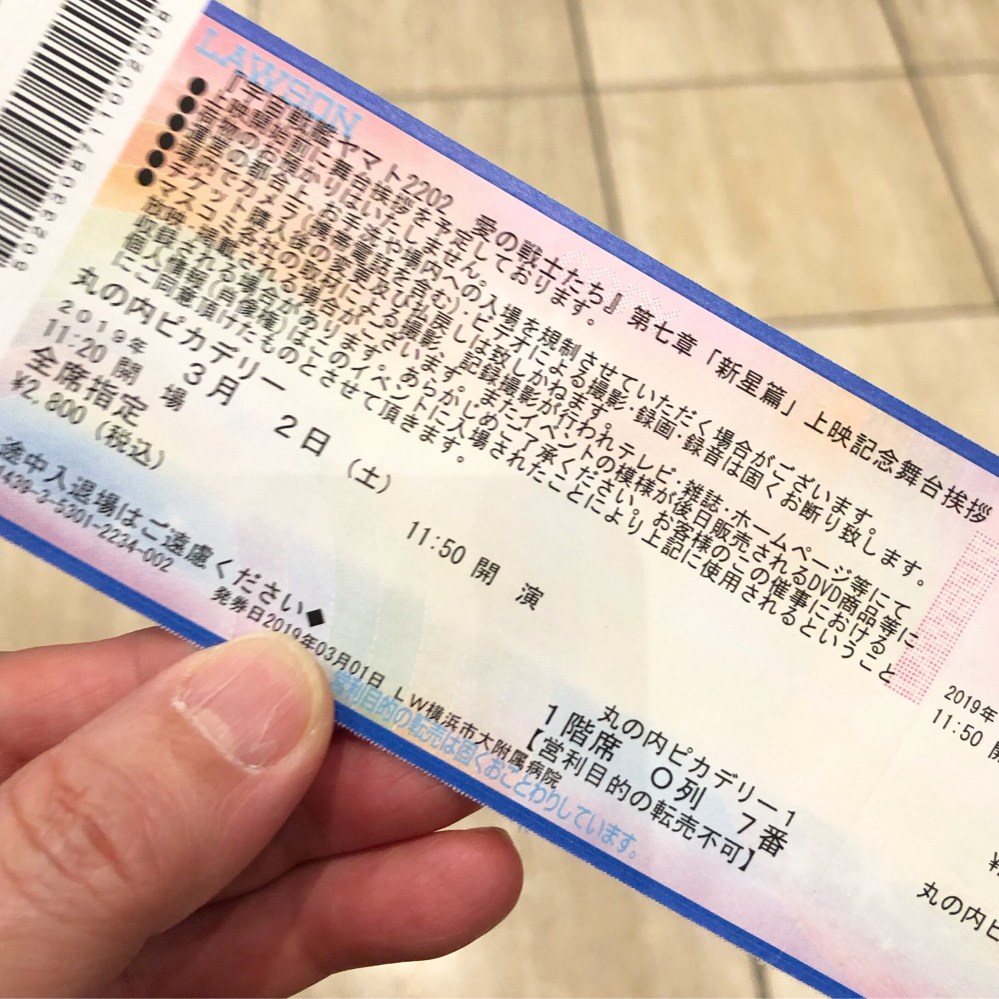 LAWSON
『宇宙戦艦ヤマト2202 愛の戦士たち』第七章「新星篇」上映記念舞台挨拶
●上映開始前に舞台挨拶を予定しております。
●荷物のお預かりはいたしません。
●演出の都合上、お手洗や場内への入場を規制させていただく場合がございます。
●場内でカメラ(携帯電話を含む)・ビデオによる撮影・録画・録音は固くお断り致します。
●チケット購入後の変更及び払戻しは致しかねます。
●マスコミ各社の取材による撮影、記録撮影が行われテレビ・雑誌・ホームページ等にて
放映・掲載される場合がございます。またイベントの模様が後日販売されるDVD商品等に
収録される場合があります。あらかじめご了承ください。お客様のこの催事における
個人情報(肖像権)はこのイベントに入場されたことにより上記に使用されるということ
にご同意頂けたものとさせて頂きます。
丸の内ピカデリー
2019年 3月 2日 (土)
11:20 開 場 11:50 開 演
全席指定
¥2,800(税込)
丸の内ピカデリー1
1階席 O列 7番
【営利目的の転売不可】
途中入退場はご遠慮ください◆
439-2-5301-2234-002
発券日2019年03月01日 LW横浜市大附属病院
営利目的の転売は固くおことわりしています。
2019年
11:50 開
丸の内ピ